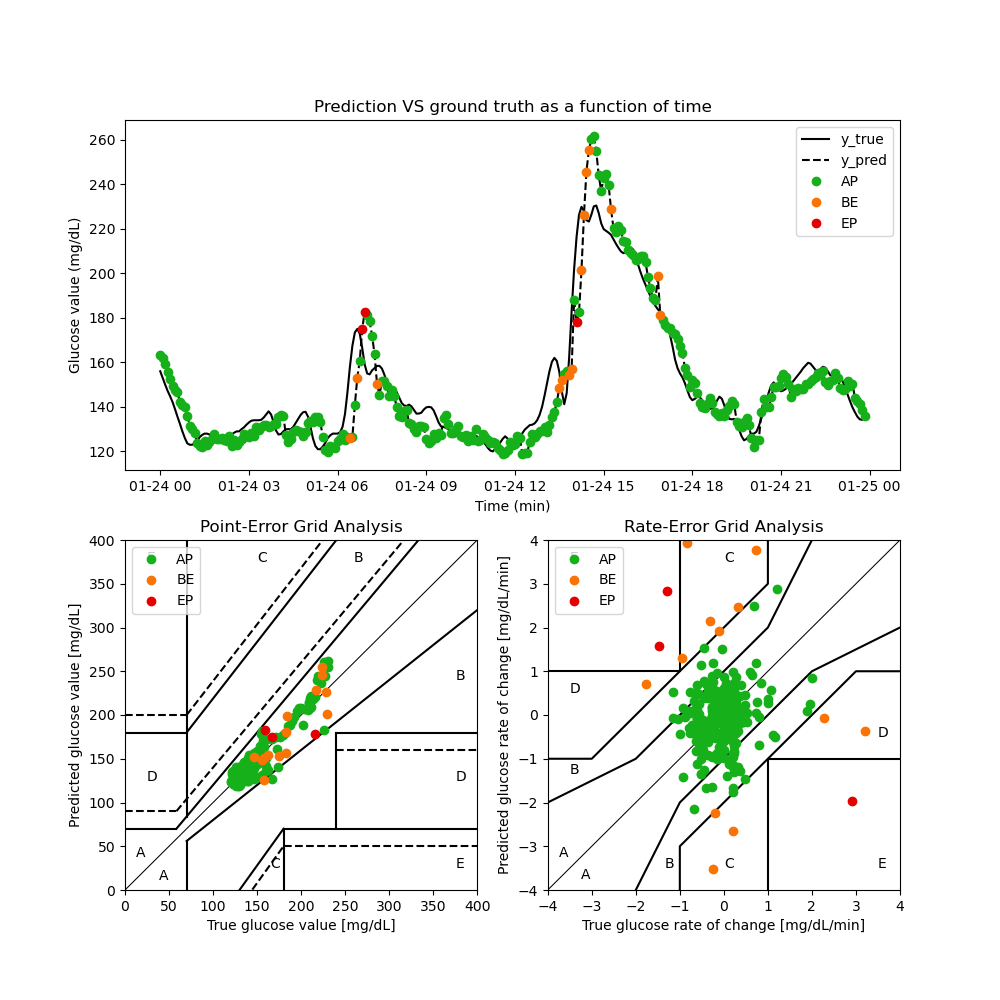 Prediction VS ground truth as a function of time
Glucose value (mg/dL)
260
240
220
200
180
160
140
120
y_true
y_pred
AP
BE
EP
01-24 00 01-24 03 01-24 06 01-24 09 01-24 12 01-24 15 01-24 18 01-24 21 01-25 00
Time (min)
Point-Error Grid Analysis
Predicted glucose value [mg/dL]
400
350
300
250
200
150
100
50
0
AP
BE
EP
C
B
B
D
D
A
A
C
E
0 50 100 150 200 250 300 350 400
True glucose value [mg/dL]
Rate-Error Grid Analysis
Predicted glucose rate of change [mg/dL/min]
4
3
2
1
0
−1
−2
−3
−4
AP
BE
EP
C
D
D
B
A
A
B
C
E
−4 −3 −2 −1 0 1 2 3 4
True glucose rate of change [mg/dL/min]